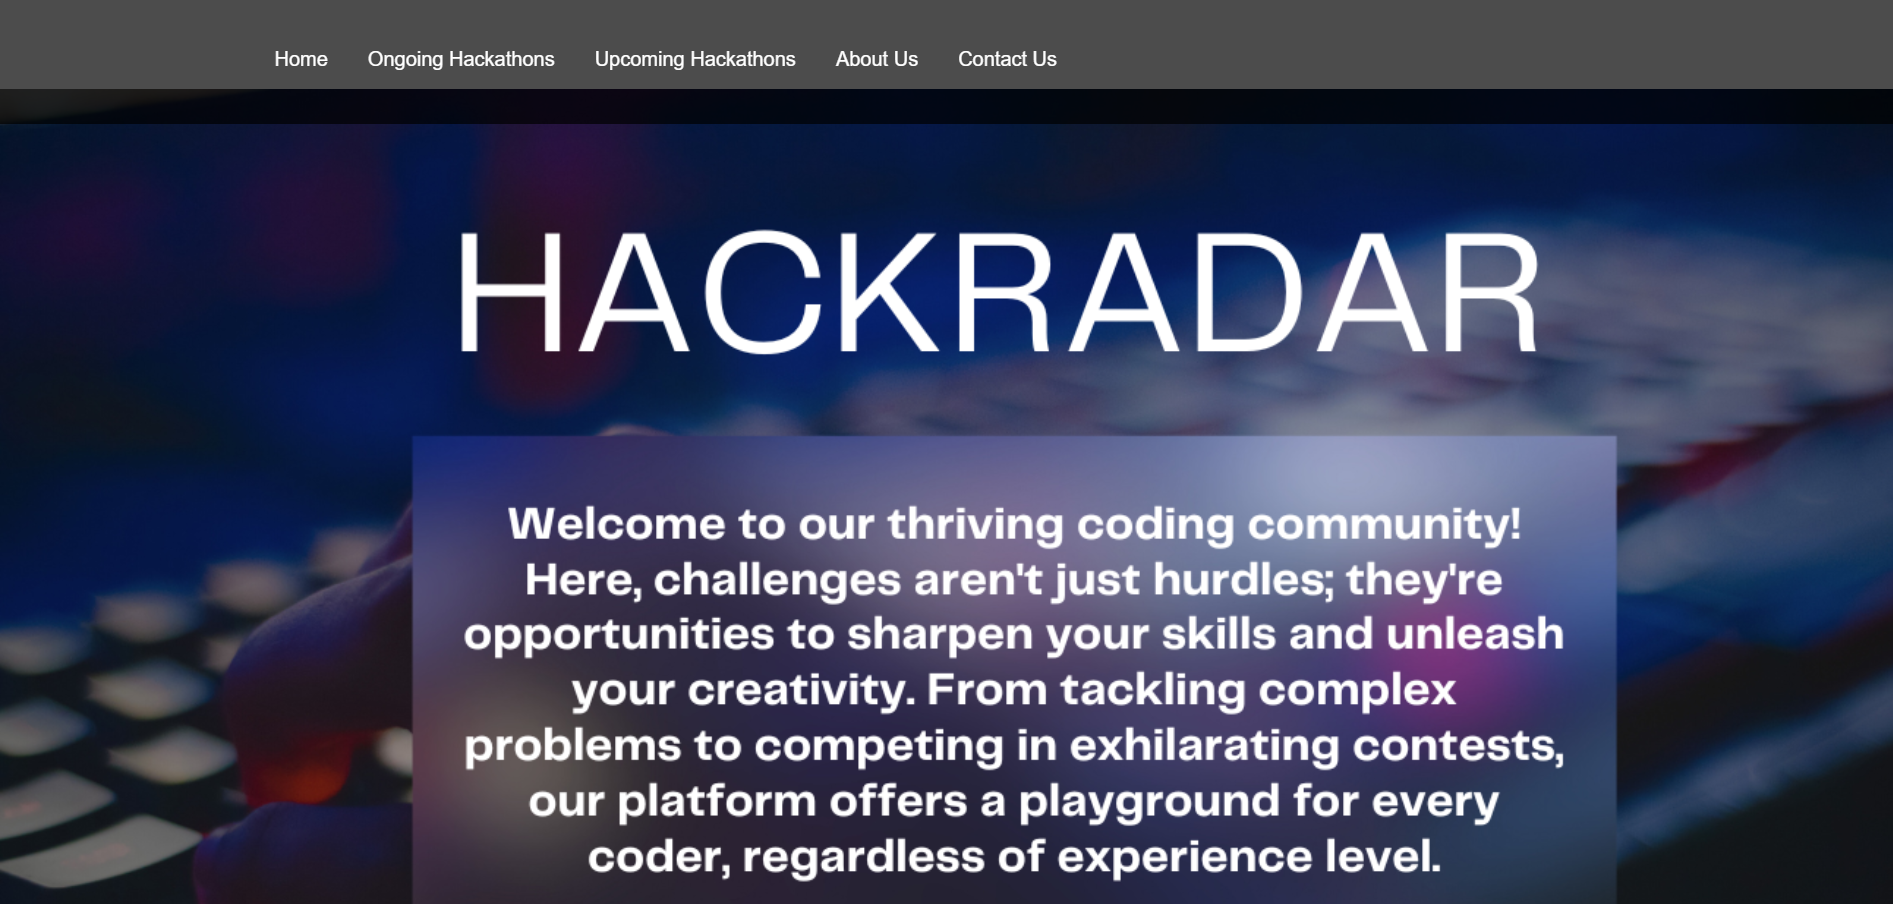 Home Ongoing Hackathons Upcoming Hackathons About Us Contact Us
HACKRADAR
Welcome to our thriving coding community!
Here, challenges aren't just hurdles; they're
opportunities to sharpen your skills and unleash
your creativity. From tackling complex
problems to competing in exhilarating contests,
our platform offers a playground for every
coder, regardless of experience level.